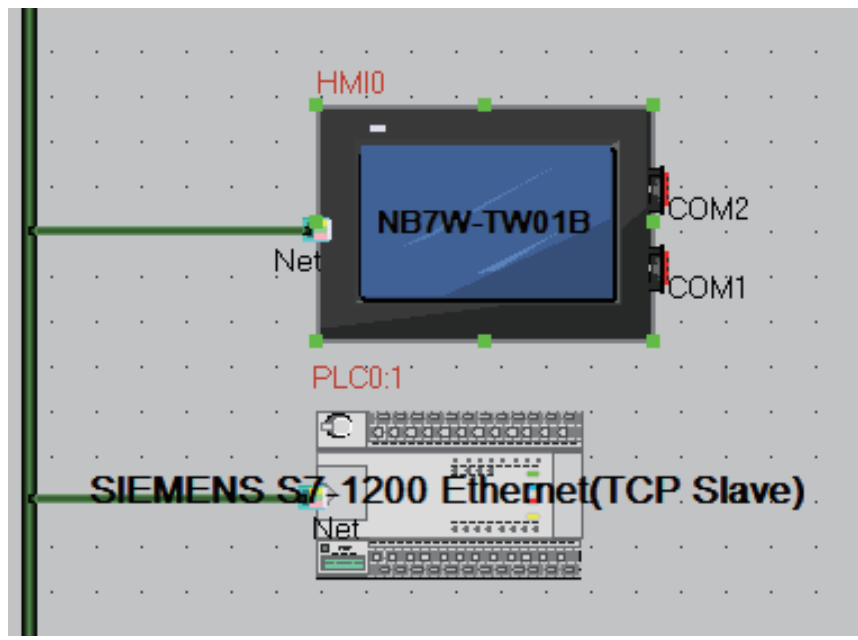 HMI0
NB7W-TW01B
COM2
Net
COM1
PLC0:1
SIEMENS S7-1200 Ethernet(TCP Slave)
Net